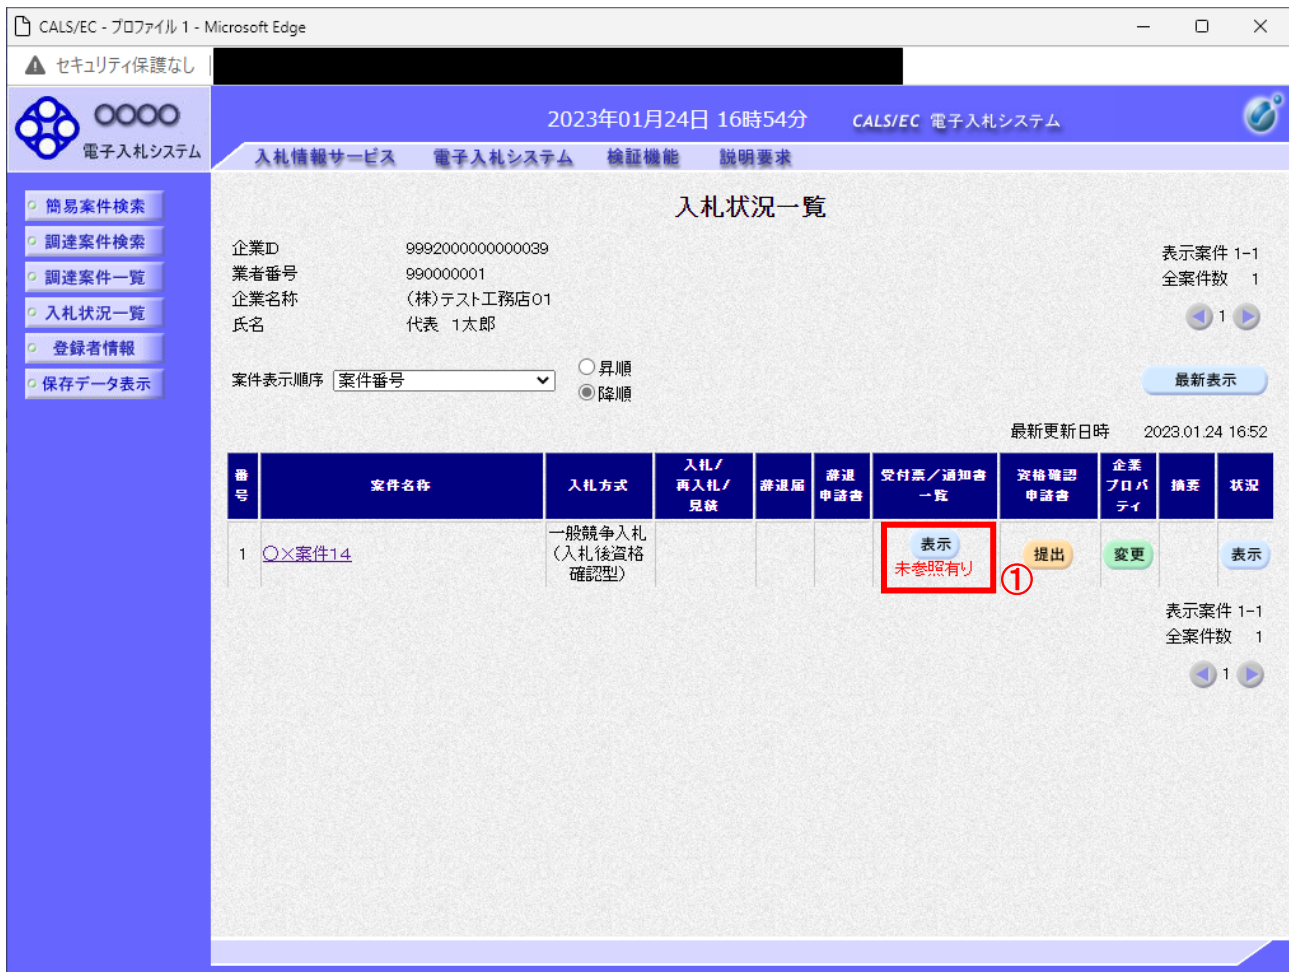 CALS/EC - プロファイル 1 - Microsoft Edge
セキュリティ保護なし
〇〇〇〇
電子入札システム
2023年01月24日 16時54分
CALS/EC 電子入札システム
入札情報サービス 電子入札システム 検証機能 説明要求
簡易案件検索
調達案件検索
調達案件一覧
入札状況一覧
登録者情報
保存データ表示
入札状況一覧
企業ID 9992000000000039
業者番号 990000001
企業名称 (株)テスト工務店01
氏名 代表 1太郎
表示案件 1-1
全案件数 1
1
案件表示順序 案件番号
昇順
降順
最新表示
最新更新日時 2023.01.24 16:52
番号 案件名称 入札方式 入札/再入札/見積 辞退届 辞退申請書 受付票/通知書一覧 資格確認申請書 企業プロパティ 摘要 状況
1 〇×案件14 一般競争入札(入札後資格確認型) 表示 未参照有り 提出 変更 表示
①
表示案件 1-1
全案件数 1
1